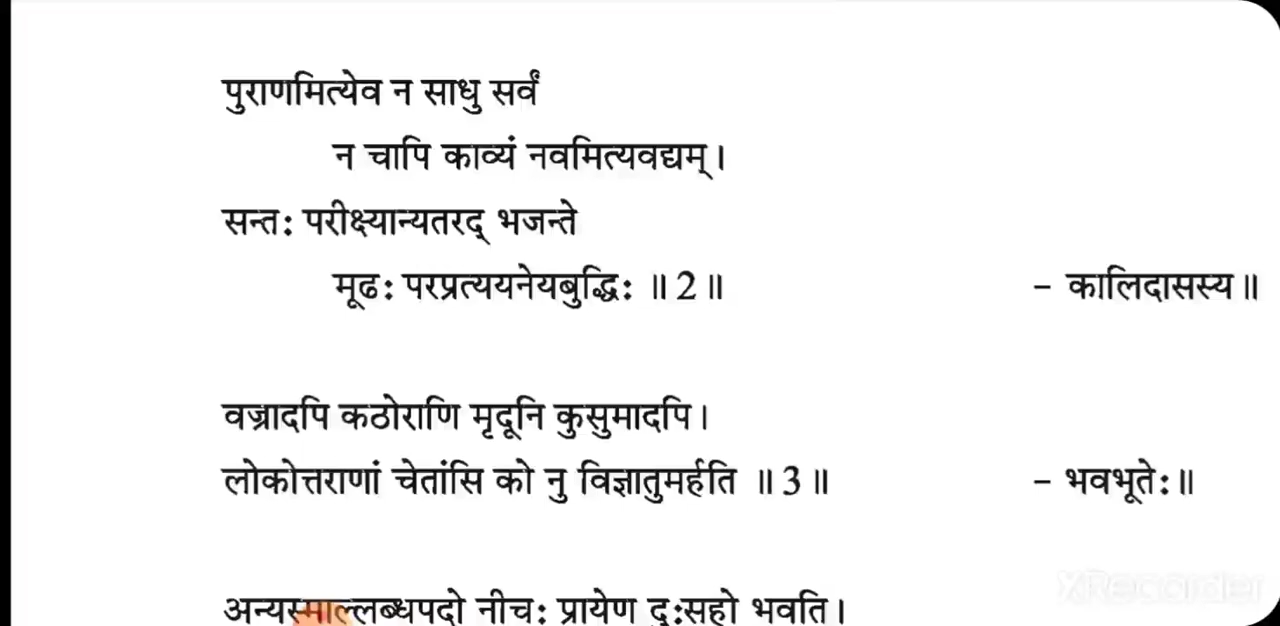 पुराणमित्येव न साधु सर्वं
न चापि काव्यं नवमित्यवद्यम्।
सन्तः परीक्ष्यान्यतरद् भजन्ते
मूढः परप्रत्ययनेयबुद्धिः ॥2॥ – कालिदासस्य॥
वज्रादपि कठोराणि मृदूनि कुसुमादपि।
लोकोत्तराणां चेतांसि को नु विज्ञातुमर्हति ॥3॥ – भवभूतेः॥
अन्यस्माल्लब्धपदो नीचः प्रायेण दुःसहो भवति।
XRecorder